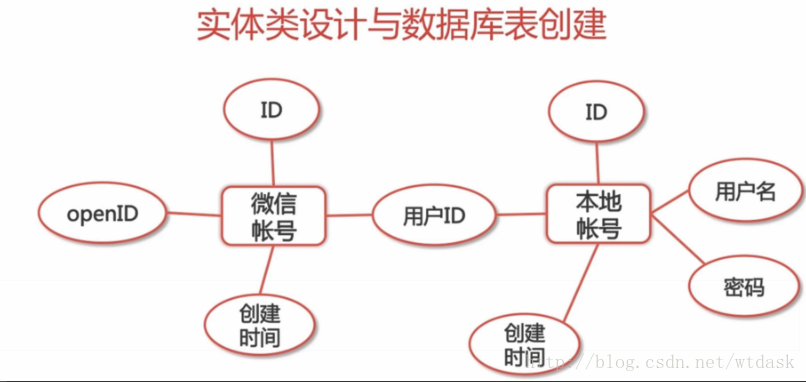 实体类设计与数据库表创建
ID
ID
openID
微信
帐号
用户ID
本地
帐号
用户名
密码
创建
时间
创建
时间
http://blog.csdn.net/wtdask